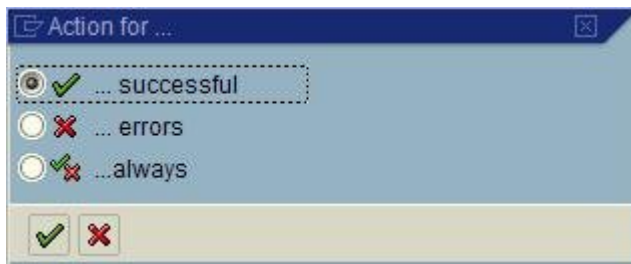 Action for ...
... successful
... errors
...always